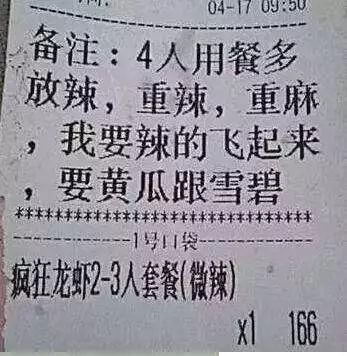 04-17 09:50
备注：4人用餐多
放辣，重辣，重麻
，我要辣的飞起来
，要黄瓜跟雪碧
********************************
1号口袋
疯狂龙虾2-3人套餐(微辣)
x1 166